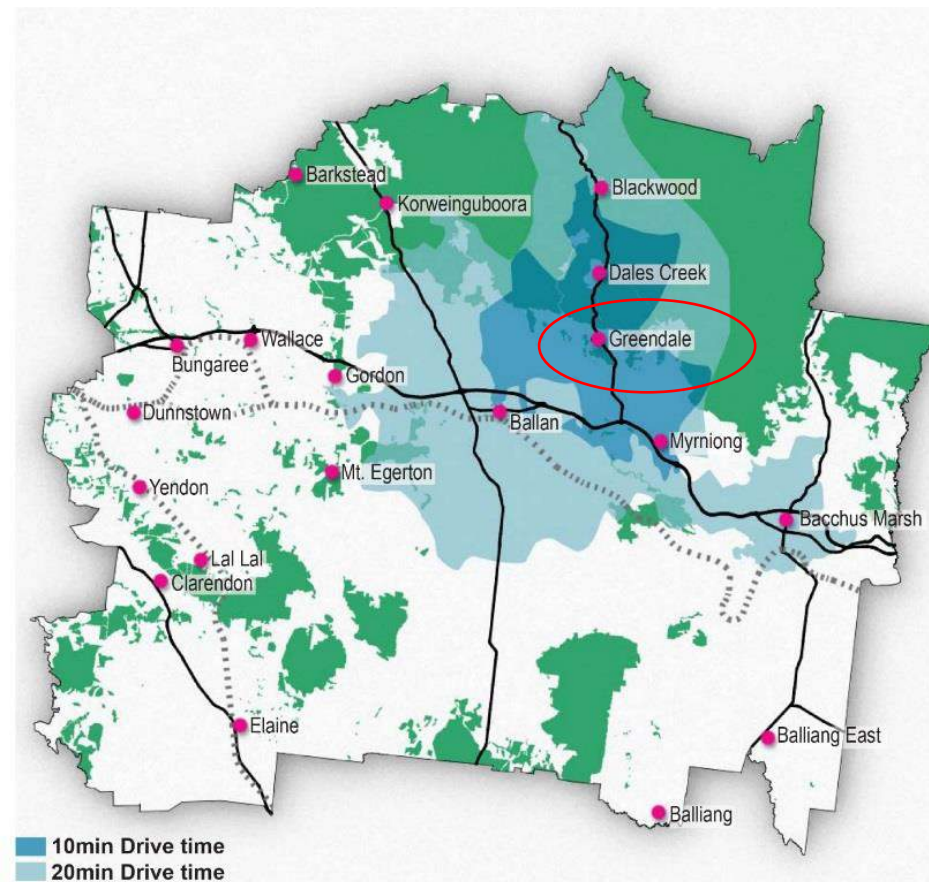 Barkstead
Blackwood
Korweinguboora
Dales Creek
Greendale
Wallace
Bungaree
Gordon
Dunnstown
Ballan
Myrniong
Mt. Egerton
Yendon
Bacchus Marsh
Lal Lal
Clarendon
Elaine
Balliang East
Balliang
10min Drive time
20min Drive time